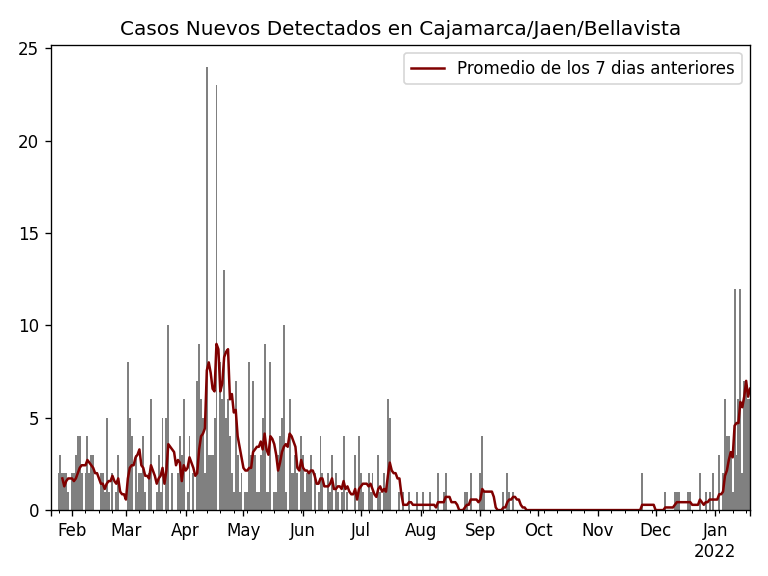 Casos Nuevos Detectados en Cajamarca/Jaen/Bellavista
Promedio de los 7 dias anteriores
25
20
15
10
5
0
Feb Mar Apr May Jun Jul Aug Sep Oct Nov Dec Jan
2022